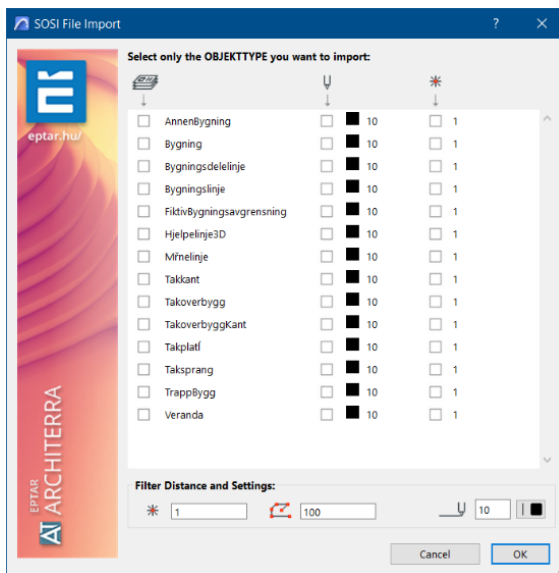 SOSI File Import
Select only the OBJEKTTYPE you want to import:
AnnenBygning 10 1
Bygning 10 1
Bygningsdelelinje 10 1
Bygningslinje 10 1
FiktivBygningsavgrensning 10 1
Hjelpelinje3D 10 1
Mřnelinje 10 1
Takkant 10 1
Takoverbygg 10 1
TakoverbyggKant 10 1
Takplatĺ 10 1
Taksprang 10 1
TrappBygg 10 1
Veranda 10 1
eptar.hu/
EPTAR
AT ARCHITERRA
Filter Distance and Settings:
1 100 10
Cancel OK